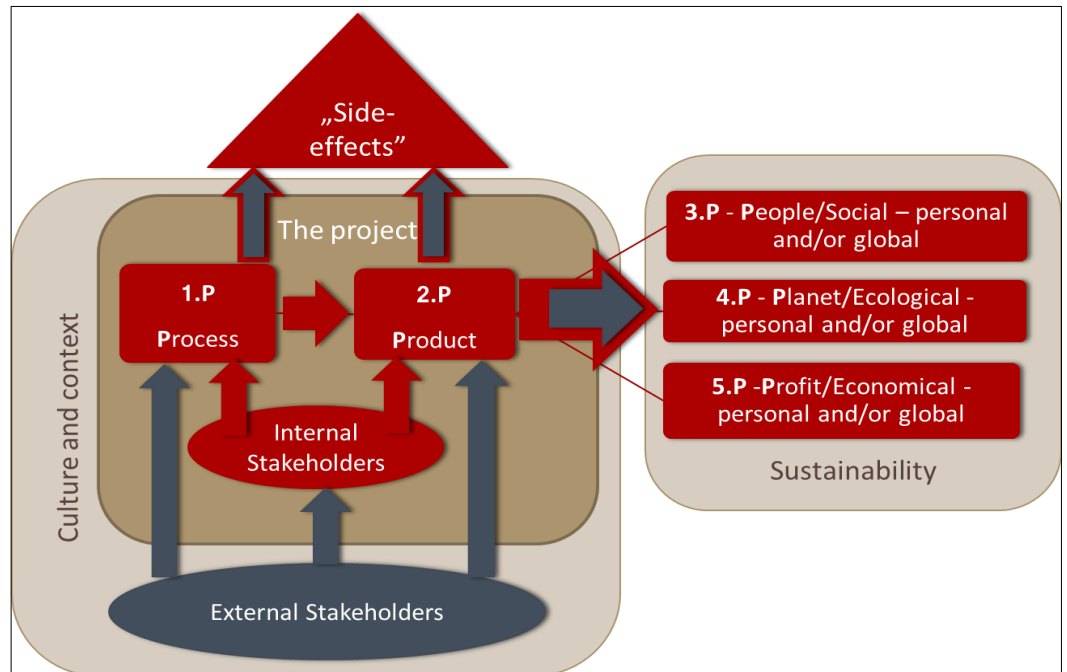 „Side-
effects”
The project
1.P
Process
2.P
Product
Internal
Stakeholders
External Stakeholders
Culture and context
3.P - People/Social – personal
and/or global
4.P - Planet/Ecological -
personal and/or global
5.P -Profit/Economical -
personal and/or global
Sustainability